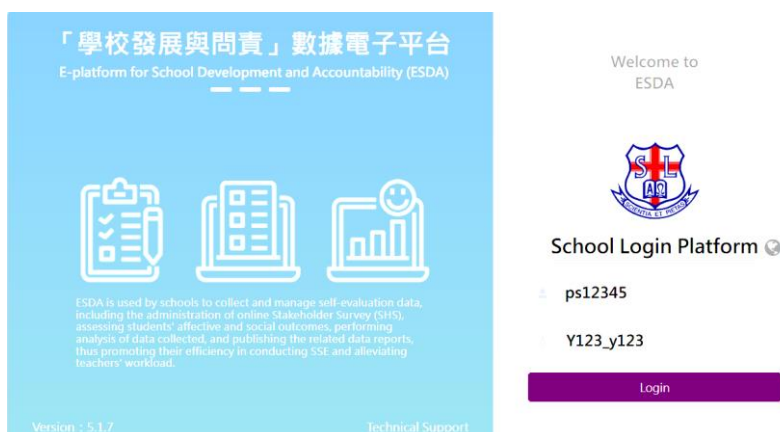 「學校發展與問責」數據電子平台
E-platform for School Development and Accountability (ESDA)
ESDA is used by schools to collect and manage self-evaluation data,
including the administration of online Stakeholder Survey (SHS),
assessing students' affective and social outcomes, performing
analysis of data collected, and publishing the related data reports,
thus promoting their efficiency in conducting SSE and alleviating
teachers' workload.
Version : 5.1.7
Technical Support
Welcome to
ESDA
S L
ΑΩ
SCIENTIA ET PIETAS
School Login Platform
ps12345
Y123_y123
Login